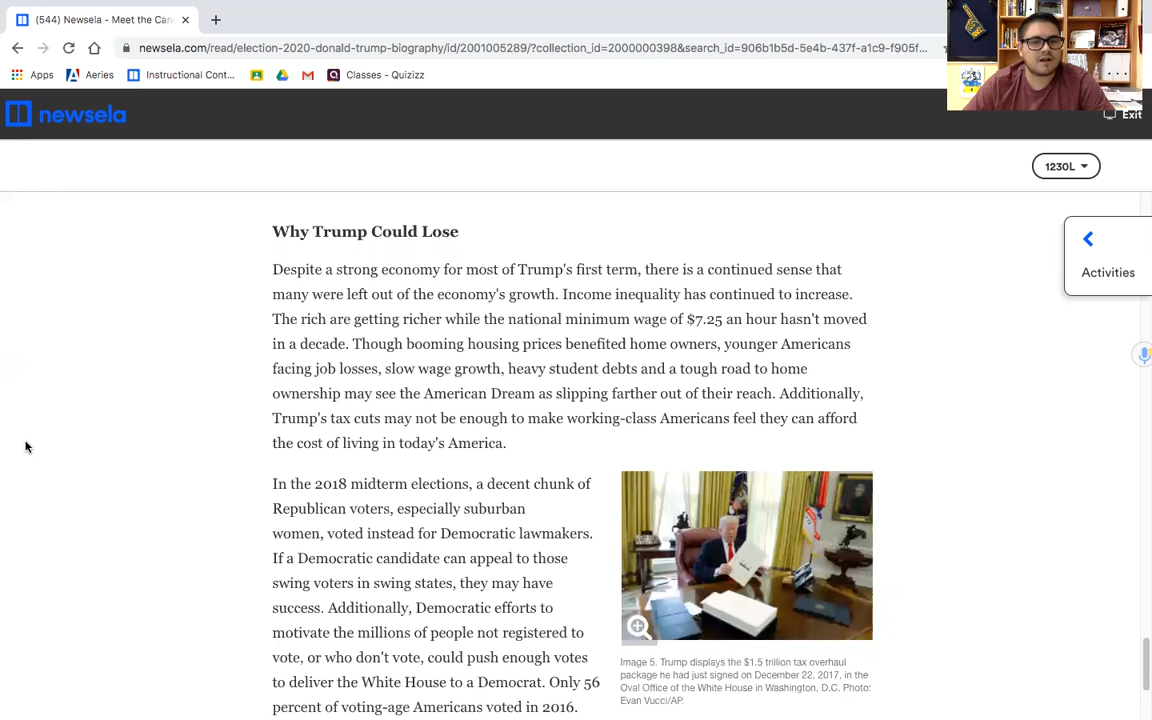 (544) Newsela - Meet the Can
newsela.com/read/election-2020-donald-trump-biography/id/2001005289/?collection_id=2000000398&search_id=906b1b5d-5e4b-437f-a1c9-f905f...
Apps Aeries Instructional Cont... Classes - Quizizz
newsela
Exit
1230L
Activities
Why Trump Could Lose
Despite a strong economy for most of Trump's first term, there is a continued sense that
many were left out of the economy's growth. Income inequality has continued to increase.
The rich are getting richer while the national minimum wage of $7.25 an hour hasn't moved
in a decade. Though booming housing prices benefited home owners, younger Americans
facing job losses, slow wage growth, heavy student debts and a tough road to home
ownership may see the American Dream as slipping farther out of their reach. Additionally,
Trump's tax cuts may not be enough to make working-class Americans feel they can afford
the cost of living in today's America.
In the 2018 midterm elections, a decent chunk of
Republican voters, especially suburban
women, voted instead for Democratic lawmakers.
If a Democratic candidate can appeal to those
swing voters in swing states, they may have
success. Additionally, Democratic efforts to
motivate the millions of people not registered to
vote, or who don't vote, could push enough votes
to deliver the White House to a Democrat. Only 56
percent of voting-age Americans voted in 2016.
Image 5. Trump displays the $1.5 trillion tax overhaul
package he had just signed on December 22, 2017, in the
Oval Office of the White House in Washington, D.C. Photo:
Evan Vucci/AP.